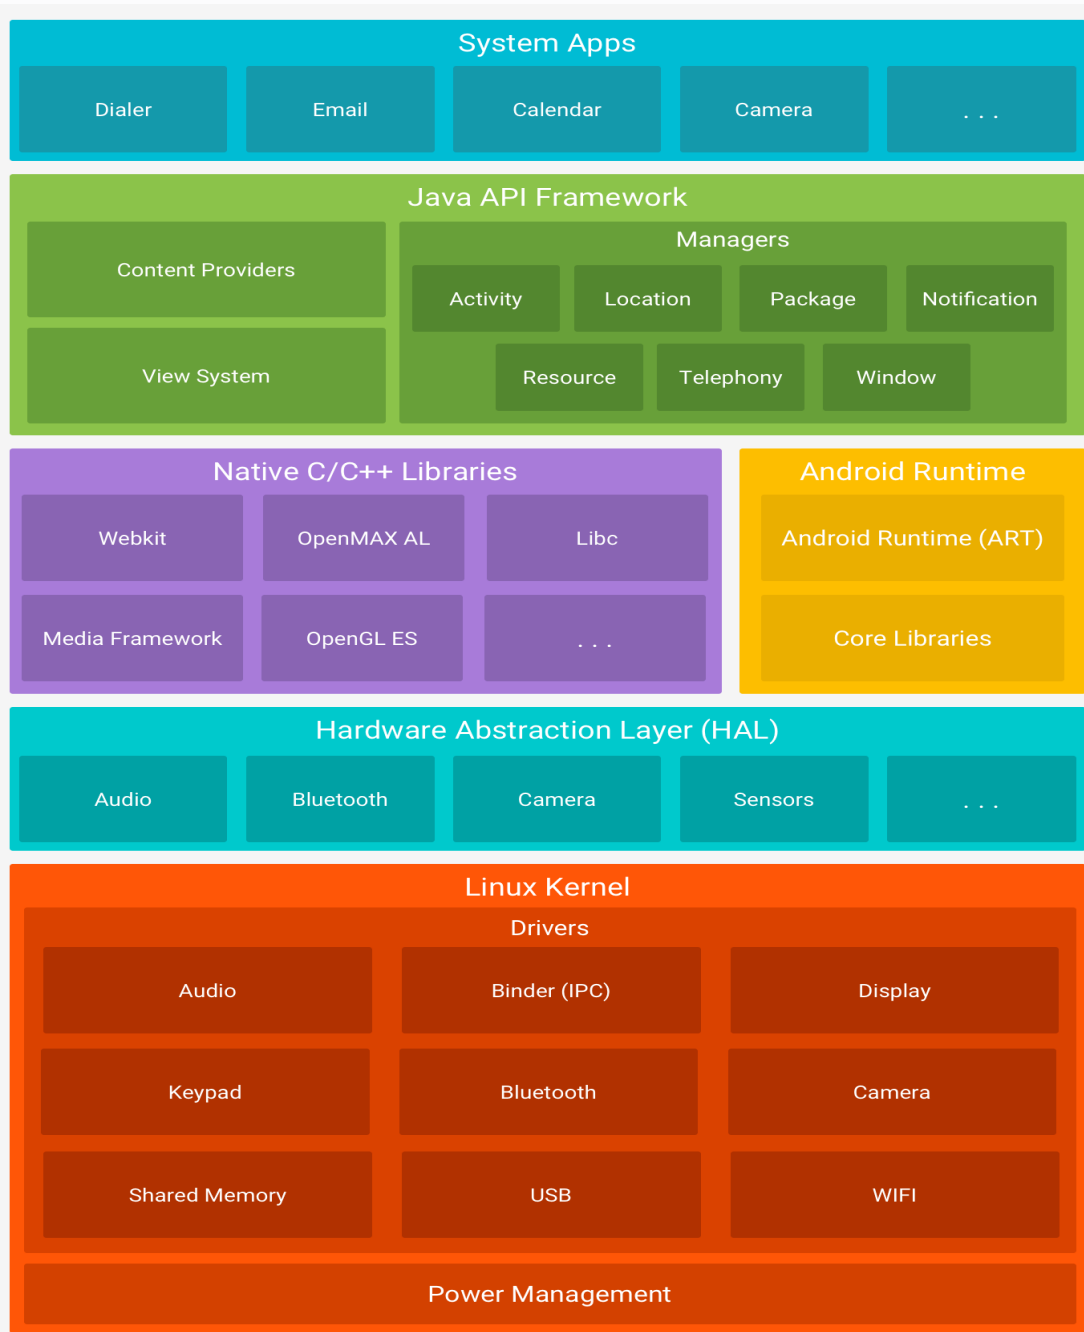 System Apps
Dialer
Email
Calendar
Camera
. . .
Java API Framework
Content Providers
View System
Managers
Activity
Location
Package
Notification
Resource
Telephony
Window
Native C/C++ Libraries
Webkit
OpenMAX AL
Libc
Media Framework
OpenGL ES
. . .
Android Runtime
Android Runtime (ART)
Core Libraries
Hardware Abstraction Layer (HAL)
Audio
Bluetooth
Camera
Sensors
. . .
Linux Kernel
Drivers
Audio
Binder (IPC)
Display
Keypad
Bluetooth
Camera
Shared Memory
USB
WIFI
Power Management